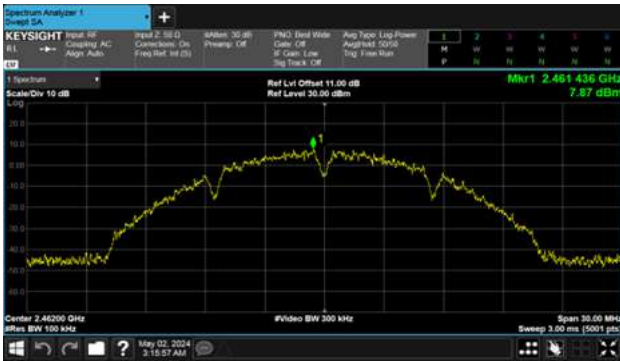 Spectrum Analyzer 1
Swept SA
+
KEYSIGHT Input: RF Input Z: 50 Ω #Atten: 30 dB PNO: Best Wide Avg Type: Log-Power 1 2 3 4 5 6
RL Coupling: AC Corrections: On Preamp: Off Gate: Off Avg|Hold: 50/50 M W W W W W
Align: Auto Freq Ref: Int (S) IF Gain: Low Trig: Free Run P N N N N N
Sig Track: Off
1 Spectrum Ref Lvl Offset 11.00 dB Mkr1 2.461 436 GHz
Scale/Div 10 dB Ref Level 30.00 dBm 7.87 dBm
Log
20.0
10.0
0.00
-10.0
-20.0
-30.0
-40.0
-50.0
-60.0
1
Center 2.46200 GHz #Video BW 300 kHz Span 30.00 MHz
#Res BW 100 kHz Sweep 3.00 ms (5001 pts)
? May 02, 2024
3:15:57 AM